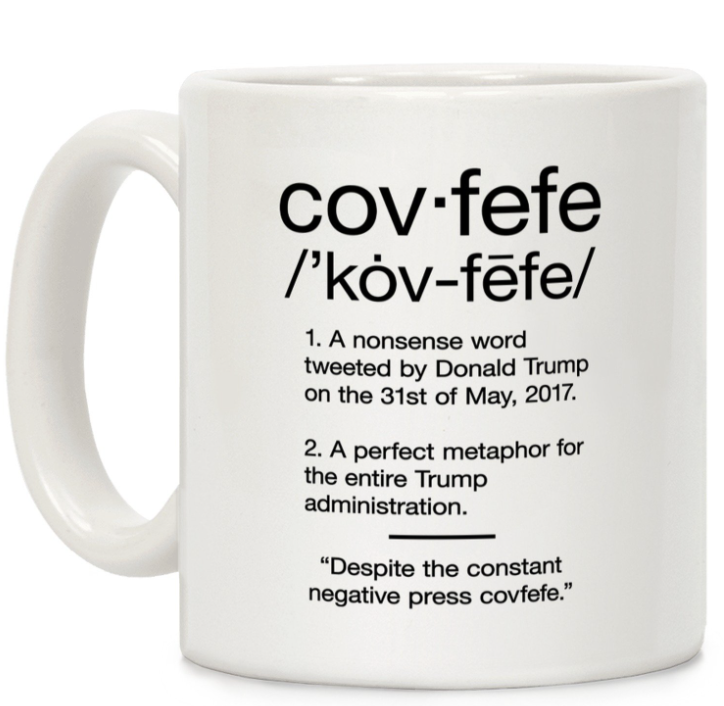 cov·fefe
/’kȯv-fēfe/
1. A nonsense word
tweeted by Donald Trump
on the 31st of May, 2017.
2. A perfect metaphor for
the entire Trump
administration.
“Despite the constant
negative press covfefe.”